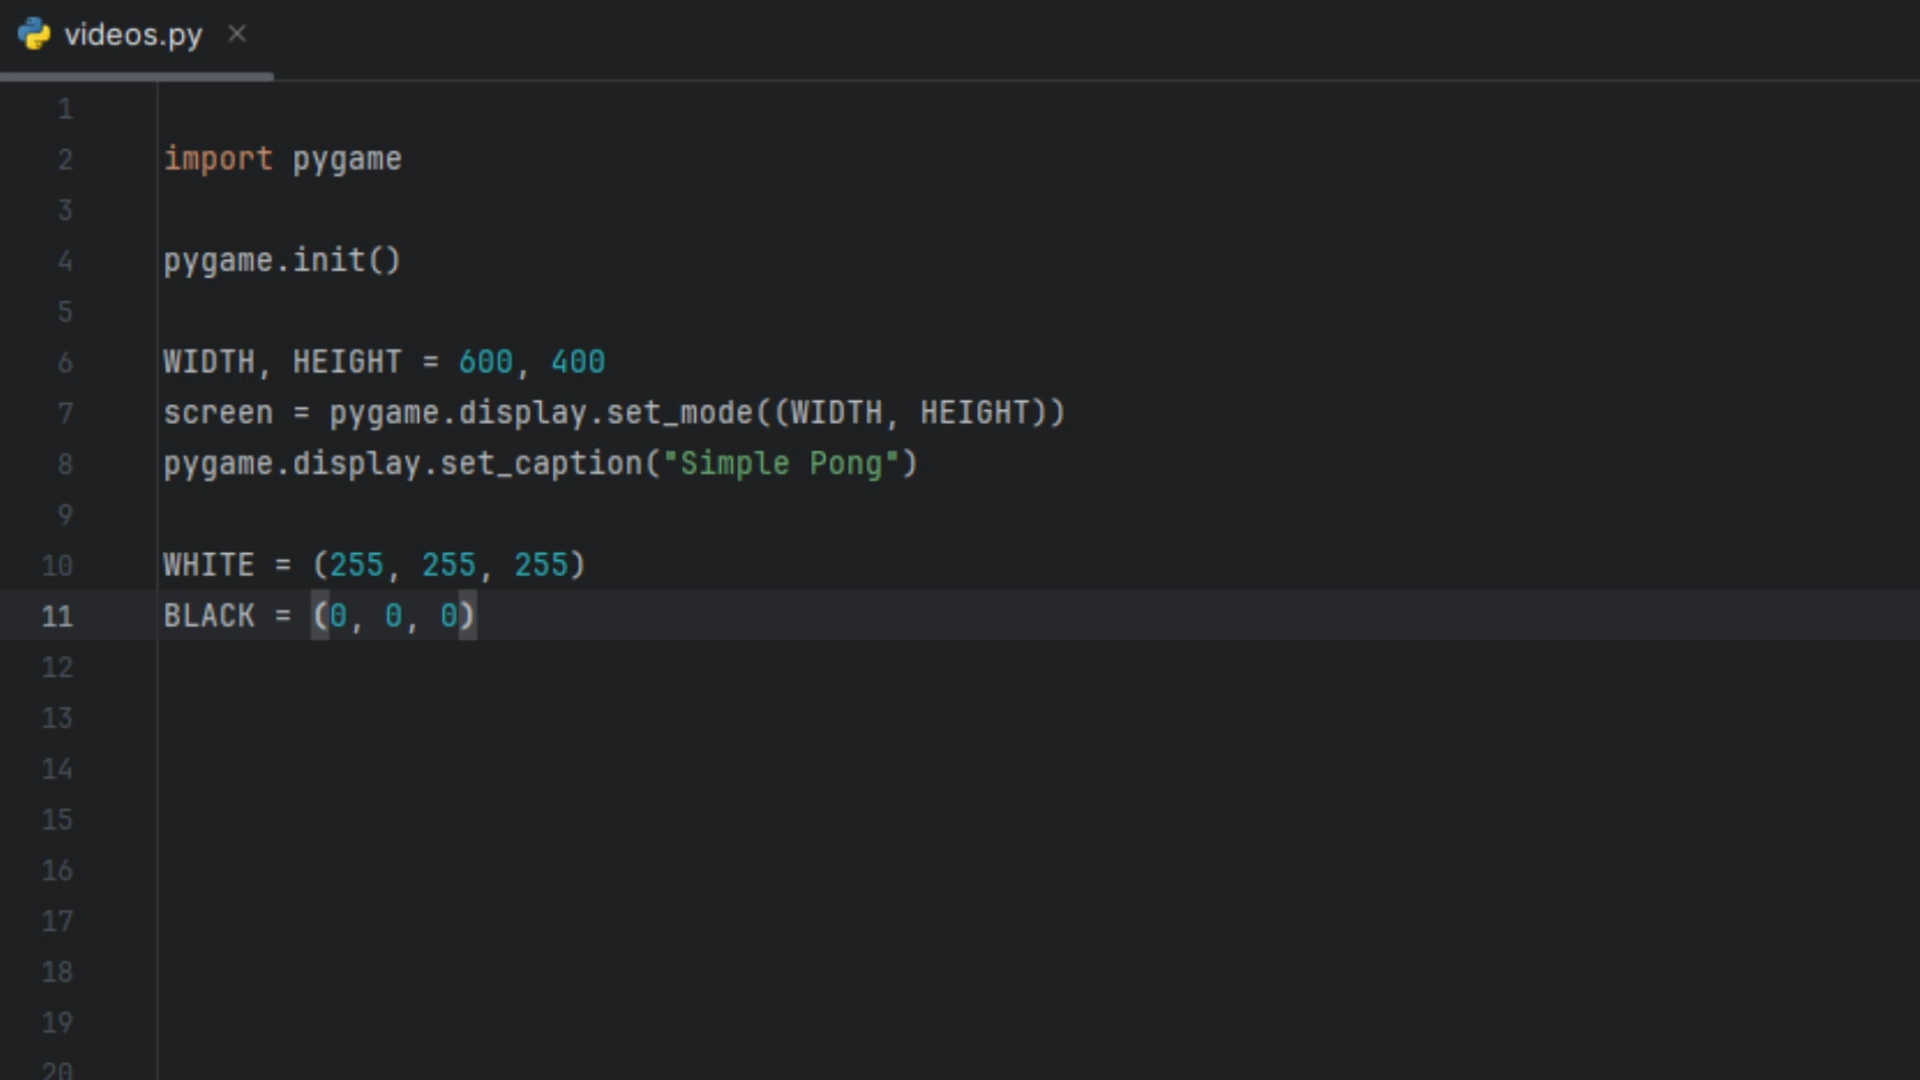 videos.py
1
2 import pygame
3
4 pygame.init()
5
6 WIDTH, HEIGHT = 600, 400
7 screen = pygame.display.set_mode((WIDTH, HEIGHT))
8 pygame.display.set_caption("Simple Pong")
9
10 WHITE = (255, 255, 255)
11 BLACK = (0, 0, 0)
12
13
14
15
16
17
18
19
20